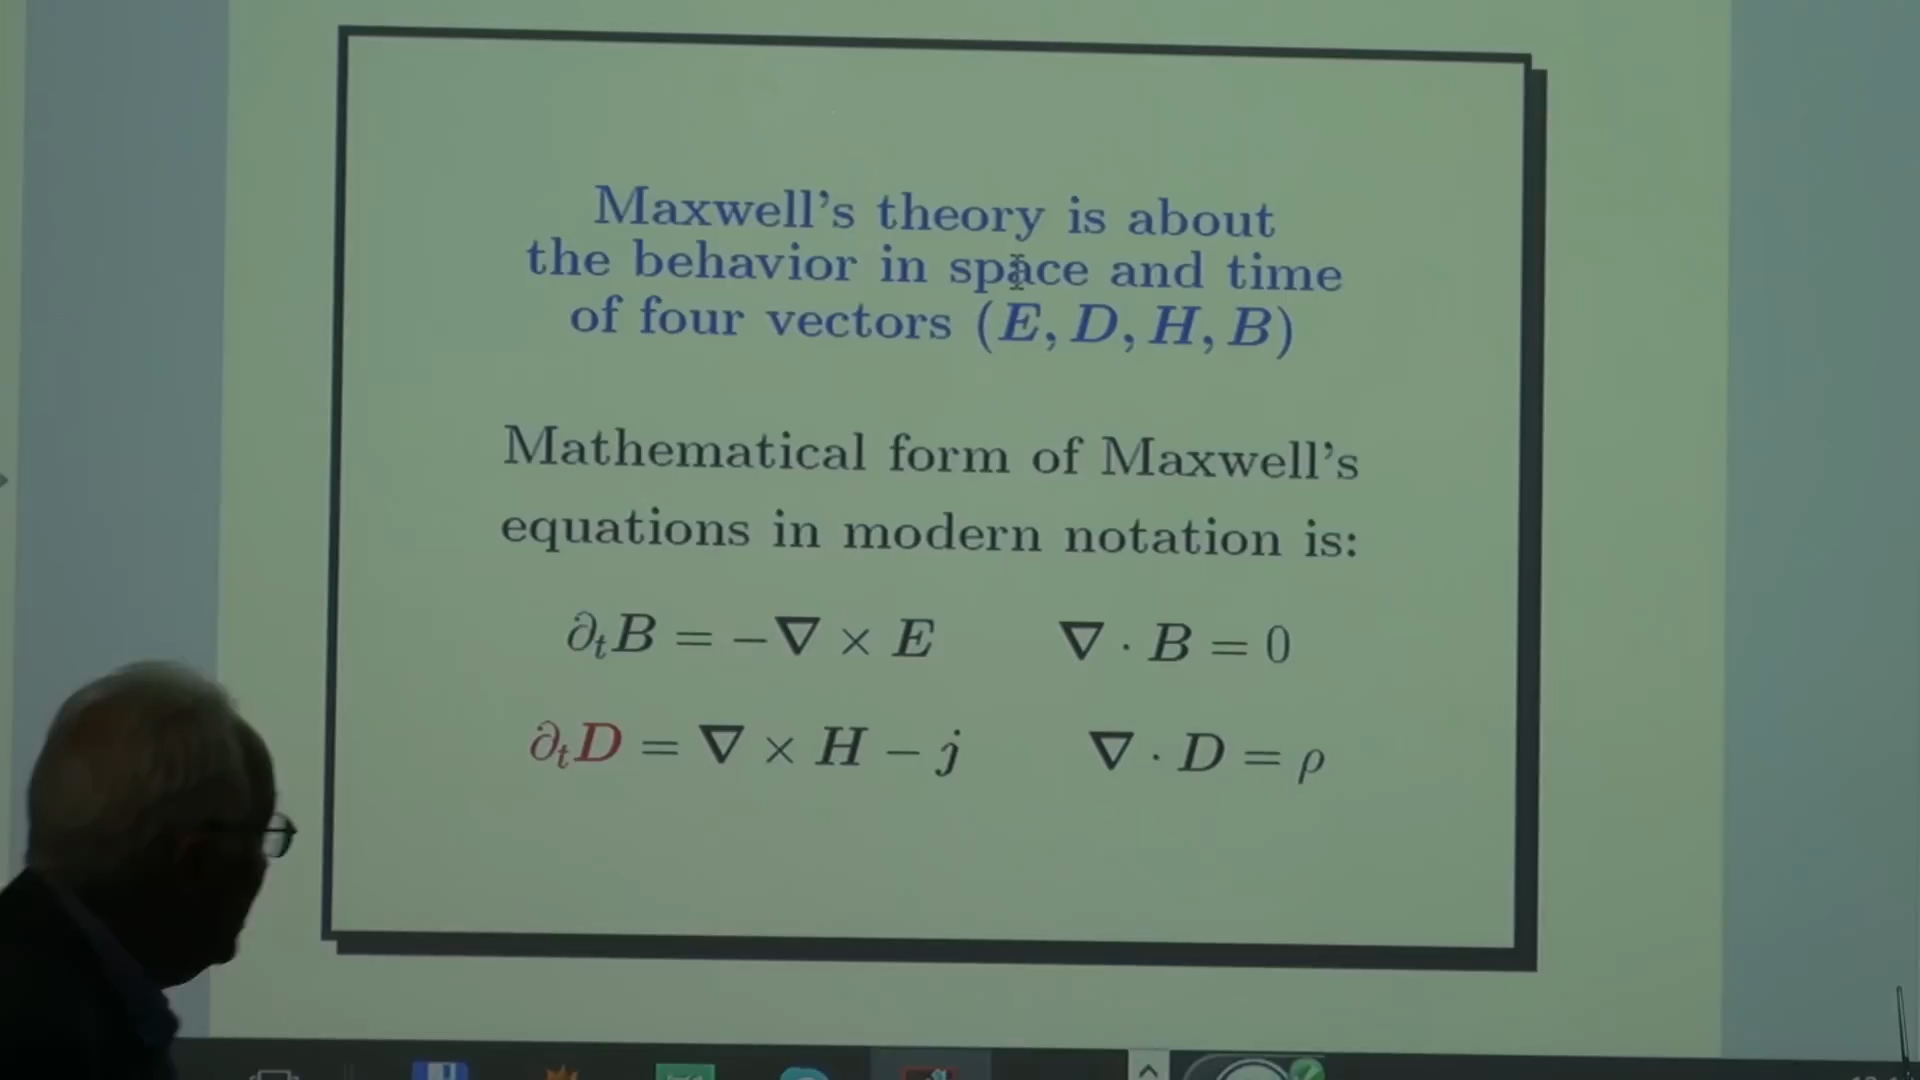 Maxwell's theory is about
the behavior in space and time
of four vectors (E, D, H, B)
Mathematical form of Maxwell's
equations in modern notation is:
∂ₜB = −∇ × E ∇ · B = 0
∂ₜD = ∇ × H − j ∇ · D = ρ